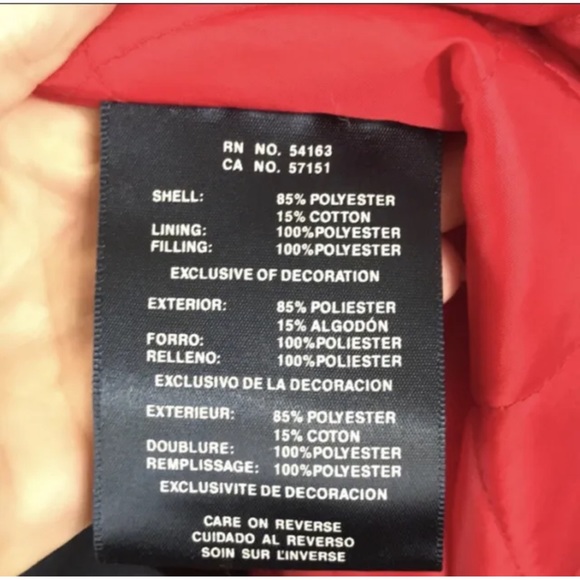 RN NO. 54163
CA NO. 57151
SHELL: 85% POLYESTER
15% COTTON
LINING: 100%POLYESTER
FILLING: 100%POLYESTER
EXCLUSIVE OF DECORATION
EXTERIOR: 85% POLIESTER
15% ALGODÓN
FORRO: 100%POLIESTER
RELLENO: 100%POLIESTER
EXCLUSIVO DE LA DECORACION
EXTERIEUR: 85% POLYESTER
15% COTON
DOUBLURE: 100%POLYESTER
REMPLISSAGE: 100%POLYESTER
EXCLUSIVITE DE DECORACION
CARE ON REVERSE
CUIDADO AL REVERSO
SOIN SUR L'INVERSE